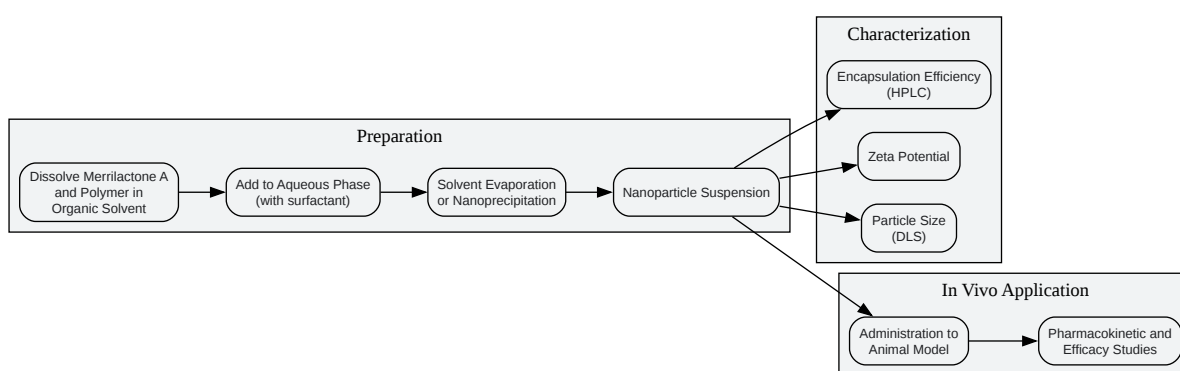 Preparation
Dissolve Merrilactone A
and Polymer in
Organic Solvent
Add to Aqueous Phase
(with surfactant)
Solvent Evaporation
or Nanoprecipitation
Nanoparticle Suspension
Characterization
Encapsulation Efficiency
(HPLC)
Zeta Potential
Particle Size
(DLS)
In Vivo Application
Administration to
Animal Model
Pharmacokinetic and
Efficacy Studies